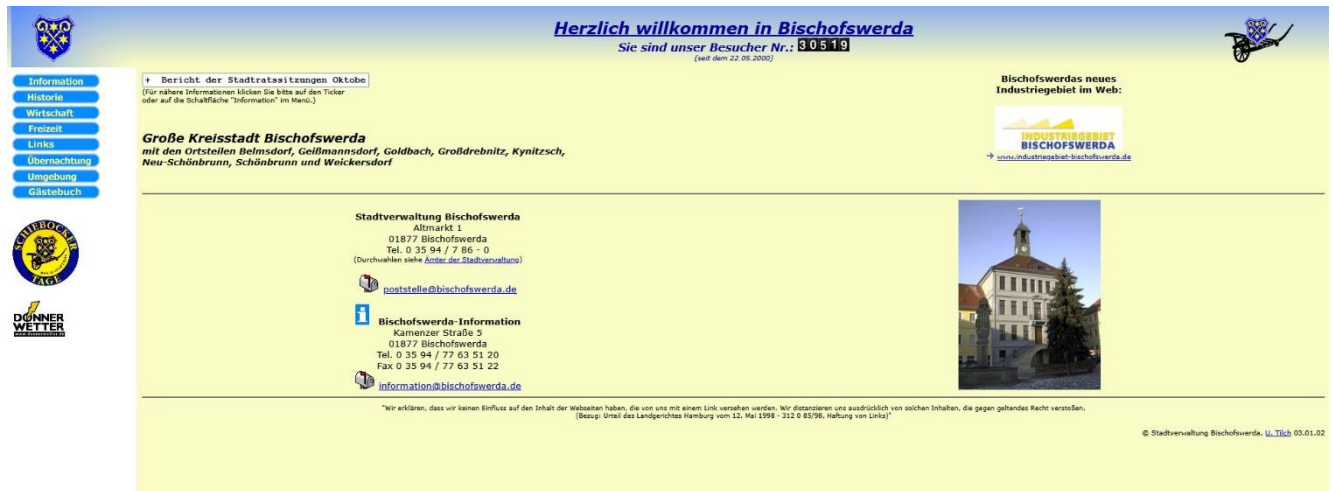 Herzlich willkommen in Bischofswerda
Sie sind unser Besucher Nr.: 30519
(seit dem 22.05.2000)
Information
Historie
Wirtschaft
Freizeit
Links
Übernachtung
Umgebung
Gästebuch
SCHIEBOCKER
TAGE
DONNER
WETTER
www.donnerwetter.de
+ Bericht der Stadtratssitzungen Oktobe
(Für nähere Informationen klicken Sie bitte auf den Ticker
oder auf die Schaltfläche "Information" im Menü.)
Bischofswerdas neues
Industriegebiet im Web:
INDUSTRIEGEBIET
BISCHOFSWERDA
www.industriegebiet-bischofswerda.de
Große Kreisstadt Bischofswerda
mit den Ortsteilen Belmsdorf, Geißmannsdorf, Goldbach, Großdrebnitz, Kynitzsch,
Neu-Schönbrunn, Schönbrunn und Weickersdorf
Stadtverwaltung Bischofswerda
Altmarkt 1
01877 Bischofswerda
Tel. 0 35 94 / 7 86 - 0
(Durchwahlen siehe Ämter der Stadtverwaltung)
poststelle@bischofswerda.de
Bischofswerda-Information
Kamenzer Straße 5
01877 Bischofswerda
Tel. 0 35 94 / 77 63 51 20
Fax 0 35 94 / 77 63 51 22
information@bischofswerda.de
"Wir erklären, dass wir keinen Einfluss auf den Inhalt der Webseiten haben, die von uns mit einem Link versehen werden. Wir distanzieren uns ausdrücklich von solchen Inhalten, die gegen geltendes Recht verstoßen.
(Bezug: Urteil des Landgerichtes Hamburg vom 12. Mai 1998 - 312 0 85/98, Haftung von Links)"
© Stadtverwaltung Bischofswerda, U. Tilch 03.01.02